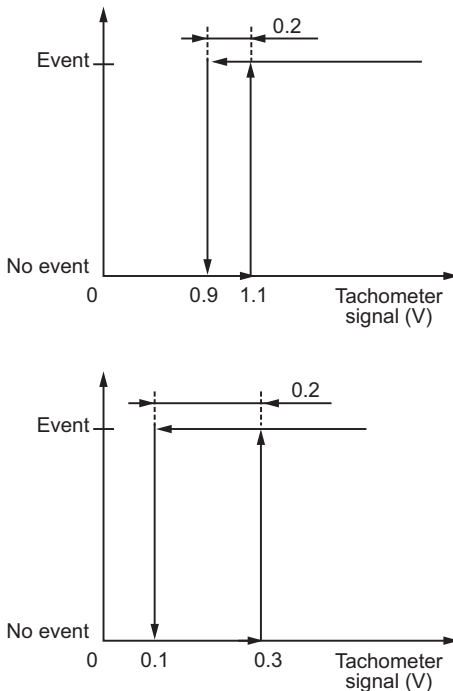 0.2
Event
No event
0 0.9 1.1 Tachometer
signal (V)
0.2
Event
No event
0 0.1 0.3 Tachometer
signal (V)